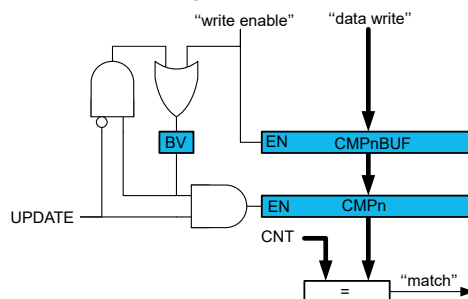 “write enable” “data write”
BV
EN CMPnBUF
EN CMPn
UPDATE
CNT
=
“match”